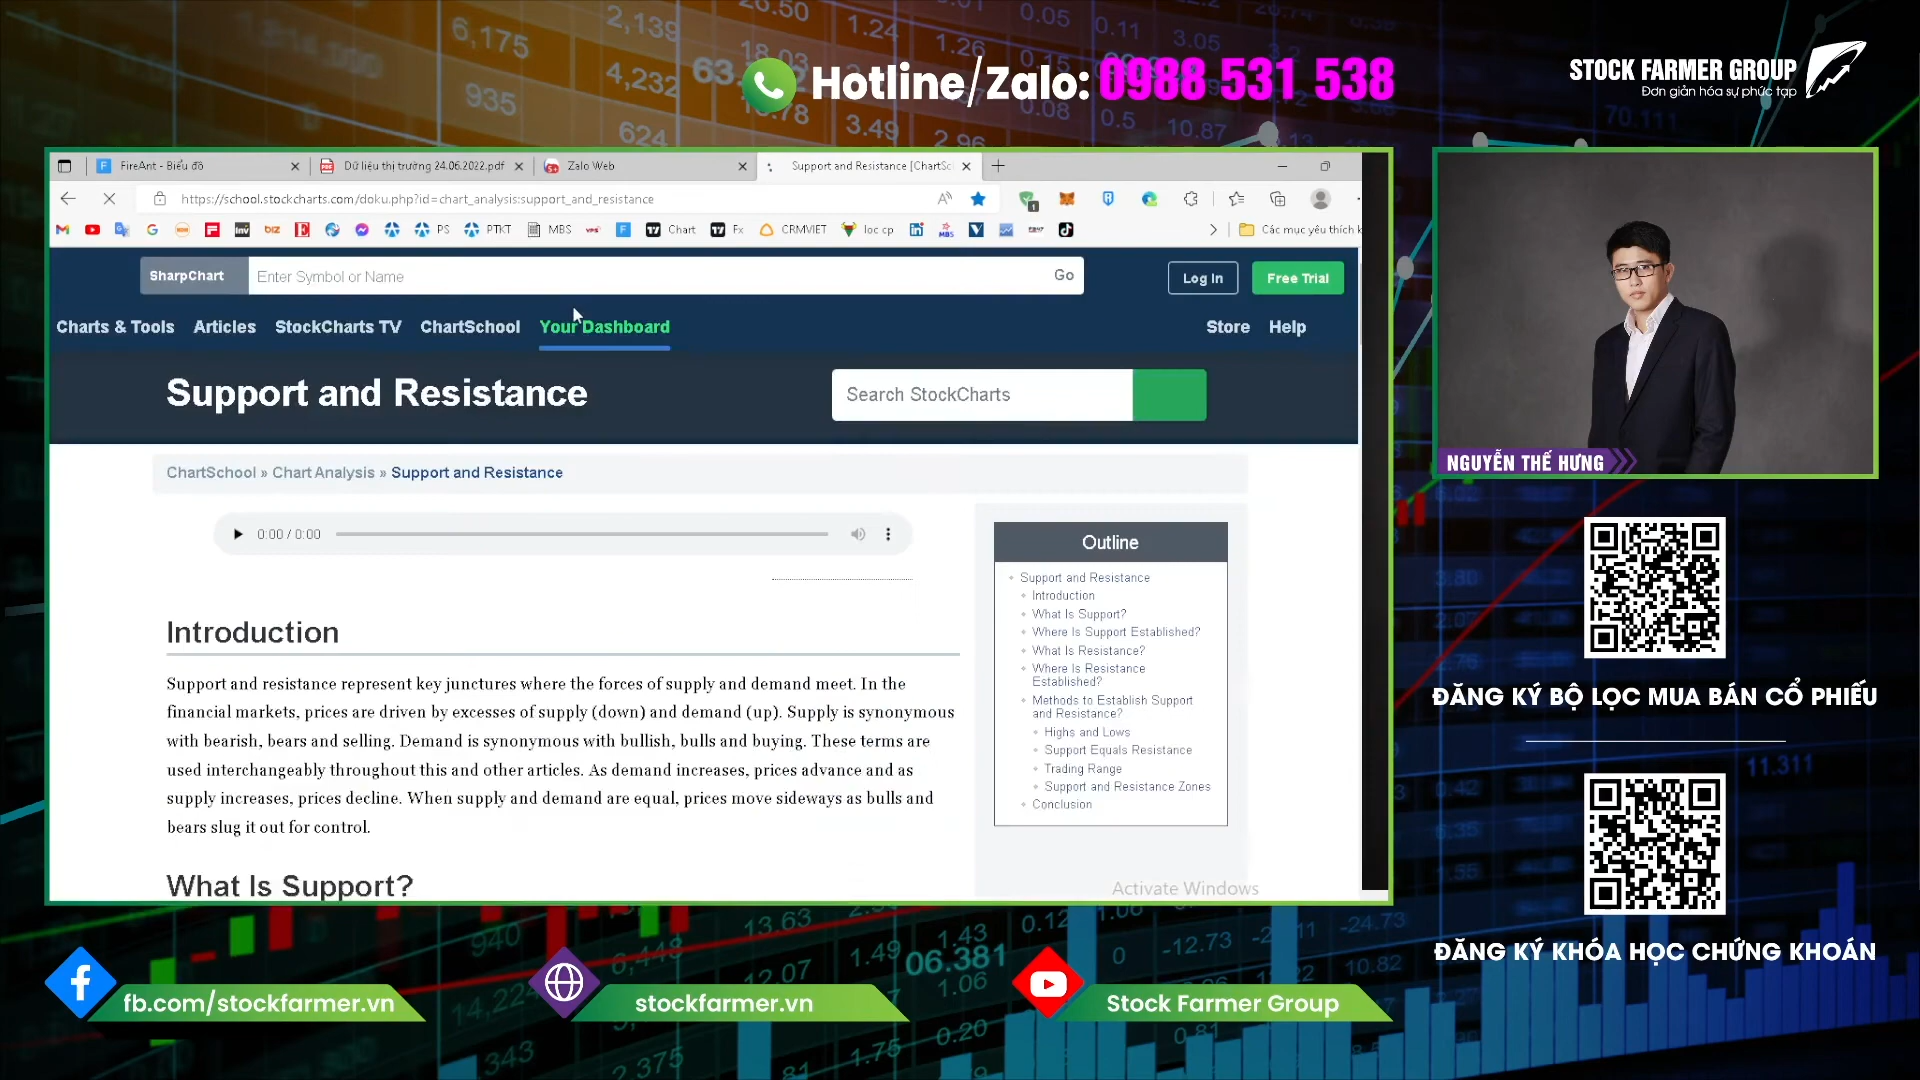 Hotline/Zalo: 0988 531 538
STOCK FARMER GROUP
Đơn giản hóa sự phức tạp
FireAnt - Biểu đồ
Dữ liệu thị trường 24.06.2022.pdf
Zalo Web
Support and Resistance [ChartSc
https://school.stockcharts.com/doku.php?id=chart_analysis:support_and_resistance
PS
PTKT
MBS
Chart
Fx
CRMVIET
loc cp
Các mục yêu thích k
SharpChart
Enter Symbol or Name
Go
Log In
Free Trial
Charts & Tools
Articles
StockCharts TV
ChartSchool
Your Dashboard
Store
Help
Support and Resistance
Search StockCharts
ChartSchool » Chart Analysis » Support and Resistance
0:00 / 0:00
Introduction
Support and resistance represent key junctures where the forces of supply and demand meet. In the
financial markets, prices are driven by excesses of supply (down) and demand (up). Supply is synonymous
with bearish, bears and selling. Demand is synonymous with bullish, bulls and buying. These terms are
used interchangeably throughout this and other articles. As demand increases, prices advance and as
supply increases, prices decline. When supply and demand are equal, prices move sideways as bulls and
bears slug it out for control.
What Is Support?
Outline
Support and Resistance
Introduction
What Is Support?
Where Is Support Established?
What Is Resistance?
Where Is Resistance
Established?
Methods to Establish Support
and Resistance?
Highs and Lows
Support Equals Resistance
Trading Range
Support and Resistance Zones
Conclusion
Activate Windows
NGUYỄN THẾ HƯNG
ĐĂNG KÝ BỘ LỌC MUA BÁN CỔ PHIẾU
ĐĂNG KÝ KHÓA HỌC CHỨNG KHOÁN
fb.com/stockfarmer.vn
stockfarmer.vn
Stock Farmer Group